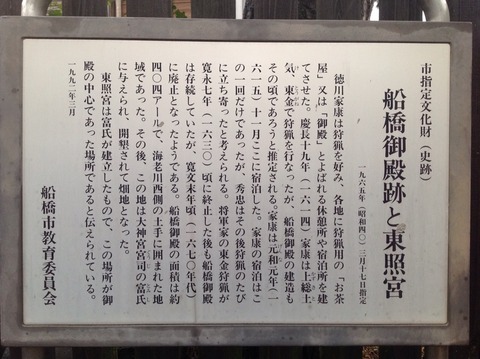 市指定文化財（史跡）
船橋御殿跡と東照宮
一九六五年（昭和四〇）三月十七日指定
徳川家康は狩猟を好み、各地に狩猟用の「お茶
屋」又は「御殿」とよばれる休憩所や宿泊所を建
てさせた。慶長十九年（一六一四）家康は上総土
気、東金で狩猟を行なったが、船橋御殿の建造も
その頃であろうと推定される。家康は元和元年（一
六一五）十一月ここに宿泊した。家康の宿泊はこ
の一回だけであったが、秀忠はその後狩猟のたび
に立ち寄ったと考えられる。将軍家の東金狩猟が
寛永七年（一六三〇）頃に終止した後も船橋御殿
は存続していたが、寛文末年頃（一六七〇年代）
に廃止となったようである。船橋御殿の面積は約
四〇四アールで、海老川西側の土手に囲まれた地
域であった。その後、この地は大神宮宮司の富氏
に与えられ、開墾されて畑地となった。
東照宮は富氏が建立したもので、この場所が御
殿の中心であった場所であると伝えられている。
一九九二年三月
船橋市教育委員会